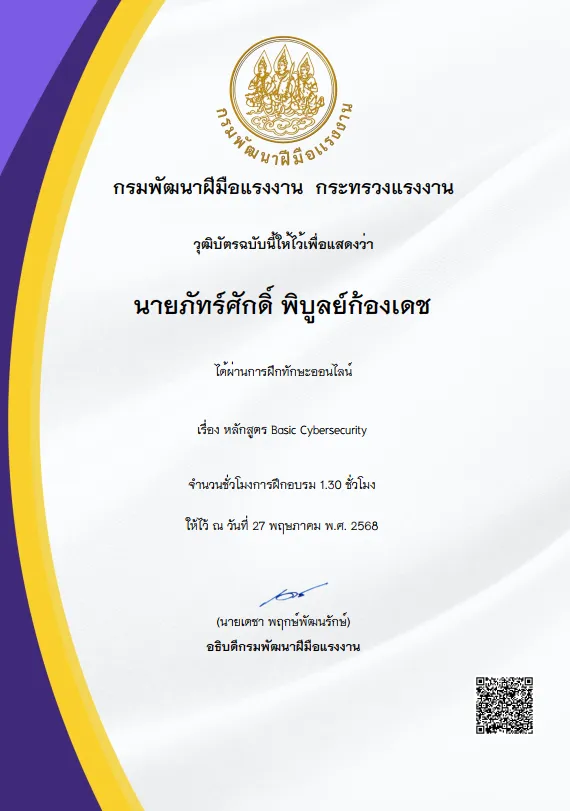 กรมพัฒนาฝีมือแรงงาน
กรมพัฒนาฝีมือแรงงาน กระทรวงแรงงาน
วุฒิบัตรฉบับนี้ให้ไว้เพื่อแสดงว่า
นายภัทร์ศักดิ์ พิบูลย์ก้องเดช
ได้ผ่านการฝึกทักษะออนไลน์
เรื่อง หลักสูตร Basic Cybersecurity
จำนวนชั่วโมงการฝึกอบรม 1.30 ชั่วโมง
ให้ไว้ ณ วันที่ 27 พฤษภาคม พ.ศ. 2568
(นายเดชา พฤกษ์พัฒนรักษ์)
อธิบดีกรมพัฒนาฝีมือแรงงาน